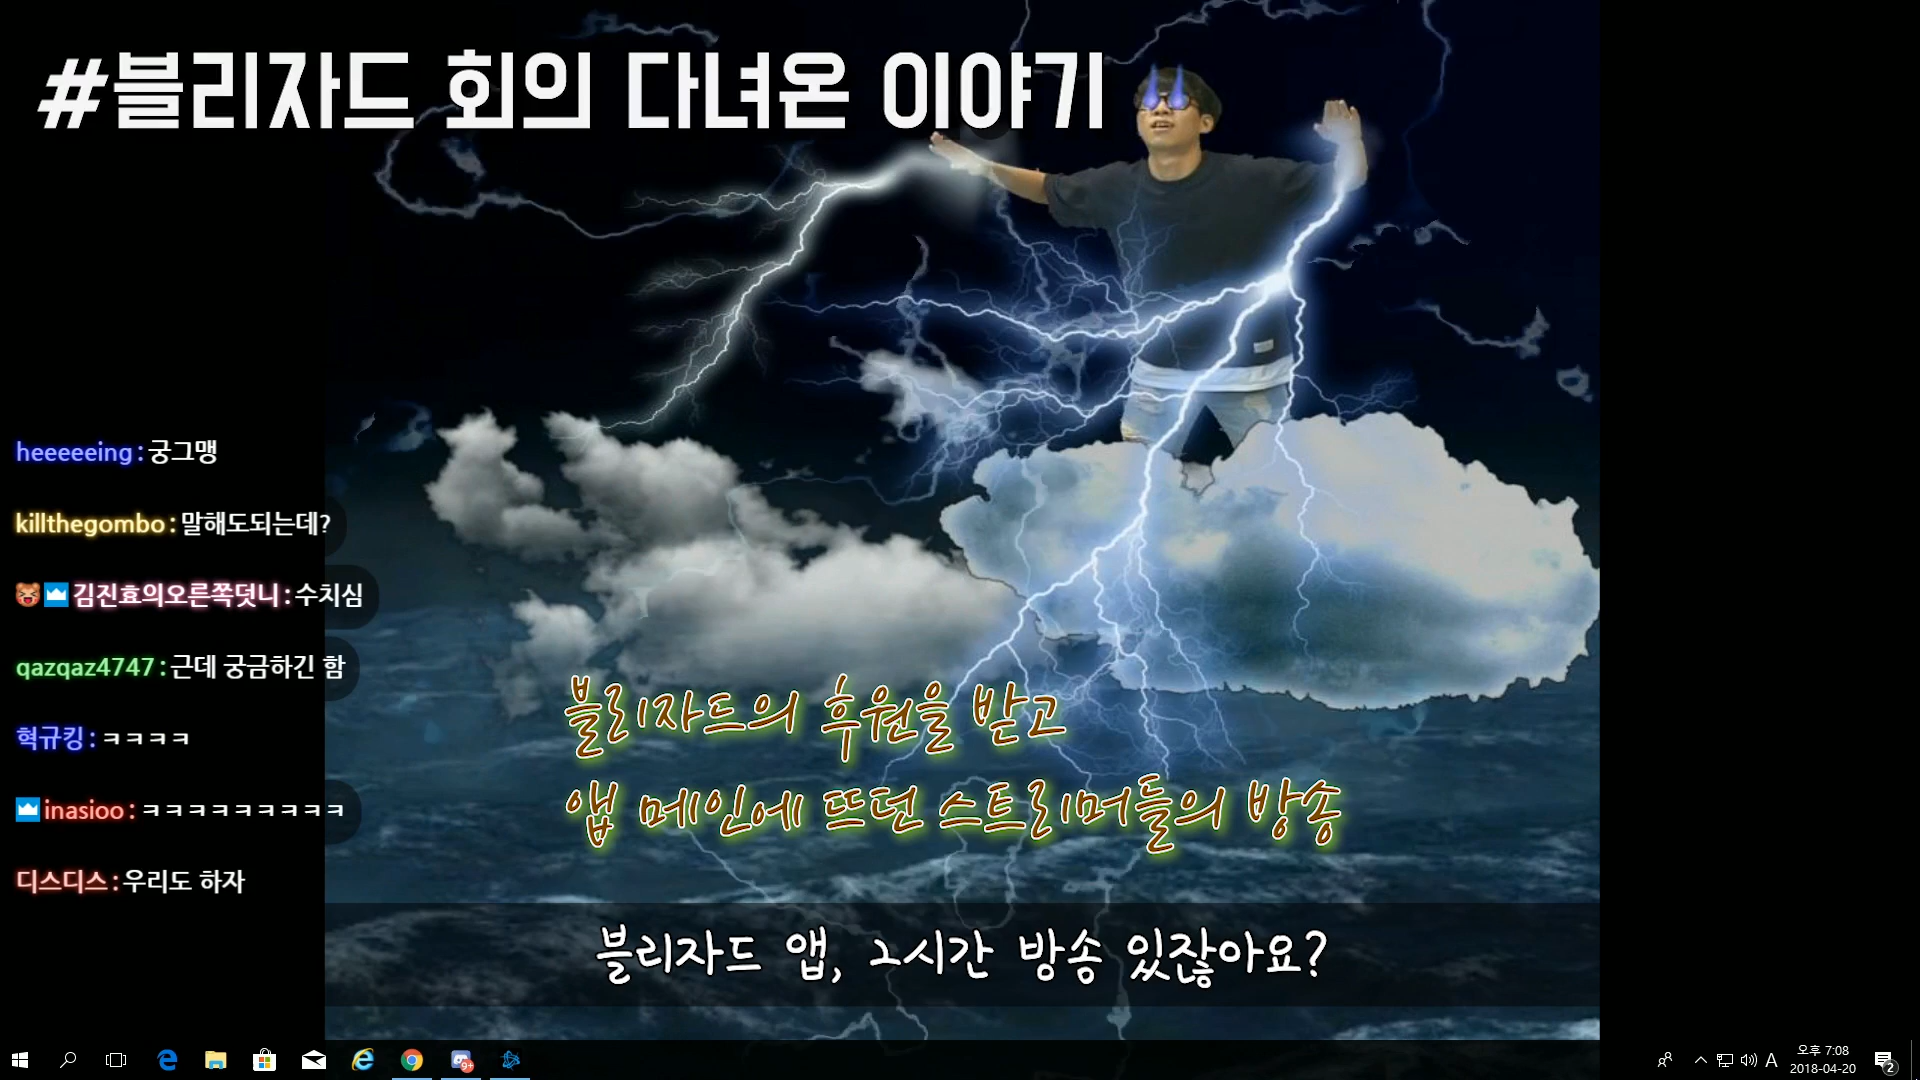 #블리자드 회의 다녀온 이야기
heeeeeing : 궁그맹
killthegombo : 말해도되는데?
김진효의오른쪽덧니 : 수치심
qazqaz4747 : 근데 궁금하긴 함
혁규킹 : ㅋㅋㅋㅋ
inasioo : ㅋㅋㅋㅋㅋㅋㅋㅋㅋ
디스디스 : 우리도 하자
블리자드의 후원을 받고
앱 메인에 뜨던 스트리머들의 방송
블리자드 앱, 2시간 방송 있잖아요?
9+
A
오후 7:08
2018-04-20
2